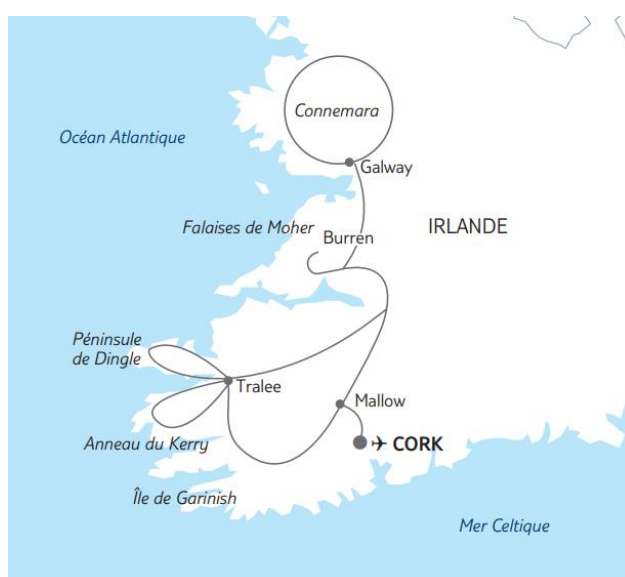 Connemara
Océan Atlantique
Galway
Falaises de Moher
IRLANDE
Burren
Péninsule
de Dingle
Tralee
Mallow
Anneau du Kerry
CORK
Île de Garinish
Mer Celtique